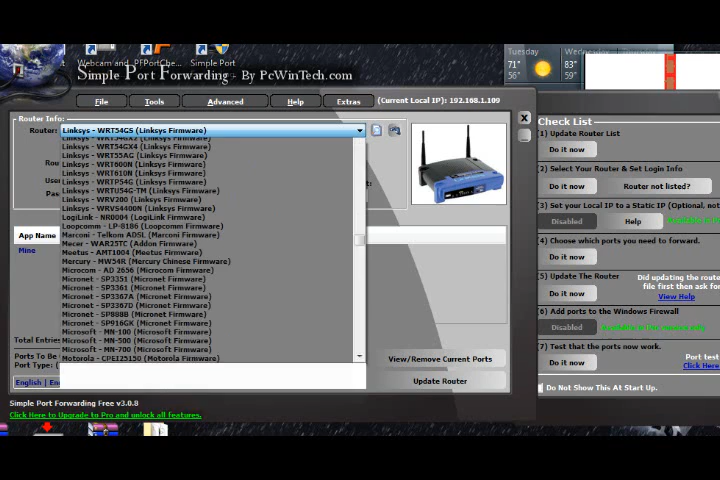 Webcam and
PFPortChe...
Simple Port
Tuesday
71°
56°
Wednesday
83°
59°
Simple Port Forwarding - By PcWinTech.com
File
Tools
Advanced
Help
Extras
(Current Local IP): 192.168.1.109
Router Info:
Router: Linksys - WRT54GS (Linksys Firmware)
Linksys - WRT54GX2 (Linksys Firmware)
Linksys - WRT54GX4 (Linksys Firmware)
Linksys - WRT55AG (Linksys Firmware)
Linksys - WRT600N (Linksys Firmware)
Linksys - WRT610N (Linksys Firmware)
Linksys - WRTP54G (Linksys Firmware)
Linksys - WRTU54G-TM (Linksys Firmware)
Linksys - WRV200 (Linksys Firmware)
Linksys - WRVS4400N (Linksys Firmware)
LogiLink - NR0004 (LogiLink Firmware)
Loopcomm - LP-8186 (Loopcomm Firmware)
Marconi - Telkom ADSL (Marconi Firmware)
Mecer - WAR25TC (Addon Firmware)
Meetus - AMT1004 (Meetus Firmware)
Mercury - MW54R (Mercury Chinese Firmware)
Microcom - AD 2656 (Microcom Firmware)
Micronet - SP3351 (Micronet Firmware)
Micronet - SP3361 (Micronet Firmware)
Micronet - SP3367A (Micronet Firmware)
Micronet - SP3367D (Micronet Firmware)
Micronet - SP888B (Micronet Firmware)
Micronet - SP916GK (Micronet Firmware)
Microsoft - MN-100 (Microsoft Firmware)
Microsoft - MN-500 (Microsoft Firmware)
Microsoft - MN-700 (Microsoft Firmware)
Motorola - CPEI25150 (Motorola Firmware)
Rou
User
Pas
App Name
Mine
Total Entries
Ports To Be
Port Type: (
English | En
View/Remove Current Ports
Update Router
Simple Port Forwarding Free v3.0.8
Click Here to Upgrade to Pro and unlock all features.
Check List
(1) Update Router List
Do it now
(2) Select Your Router & Set Login Info
Do it now
Router not listed?
(3) Set your Local IP to a Static IP (Optional, not
Disabled
Help
(4) Choose which ports you need to forward.
Do it now
(5) Update The Router
Do it now
Did updating the route
file first then ask f
View Help
(6) Add ports to the Windows Firewall
Disabled
(7) Test that the ports now work.
Do it now
Port test
Click Here
Do Not Show This At Start Up.